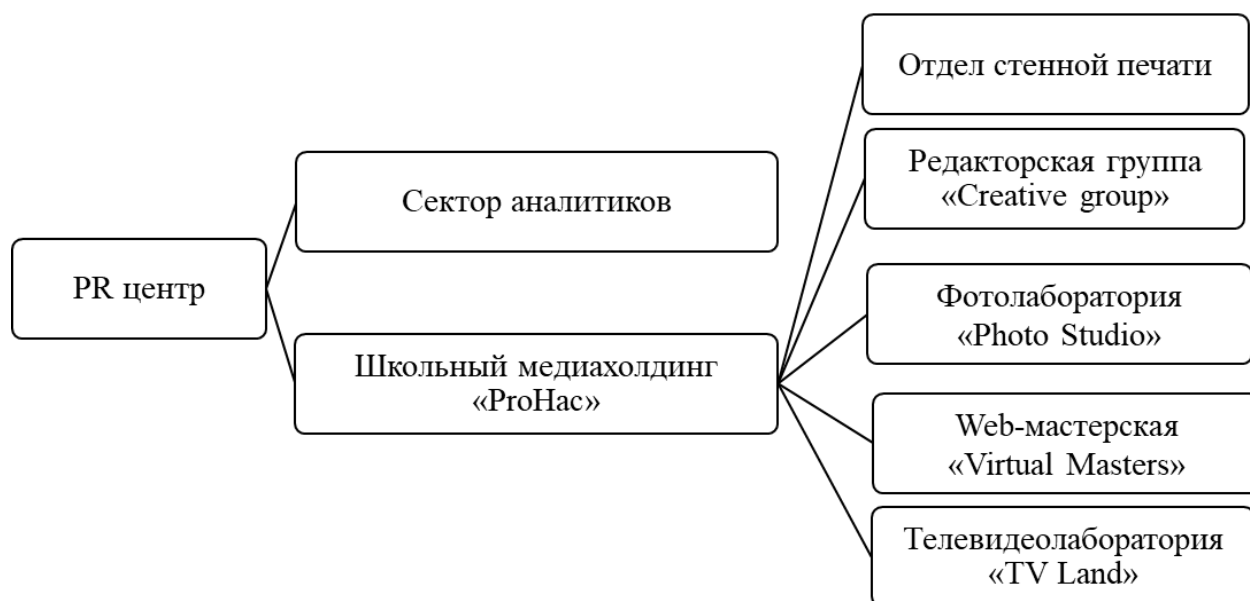 PR центр
Сектор аналитиков
Школьный медиахолдинг
«ProНас»
Отдел стенной печати
Редакторская группа
«Creative group»
Фотолаборатория
«Photo Studio»
Web-мастерская
«Virtual Masters»
Телевидеолаборатория
«TV Land»